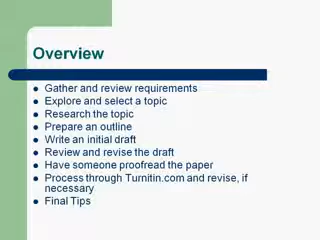 Overview
Gather and review requirements
Explore and select a topic
Research the topic
Prepare an outline
Write an initial draft
Review and revise the draft
Have someone proofread the paper
Process through Turnitin.com and revise, if
necessary
Final Tips